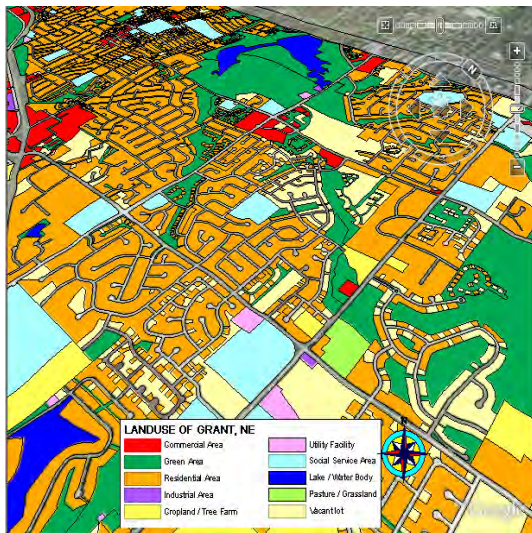 N
LANDUSE OF GRANT, NE
Commercial Area
Green Area
Residential Area
Industrial Area
Cropland / Tree Farm
Utility Facility
Social Service Area
Lake / Water Body
Pasture / Grassland
Vacant lot
N
Google